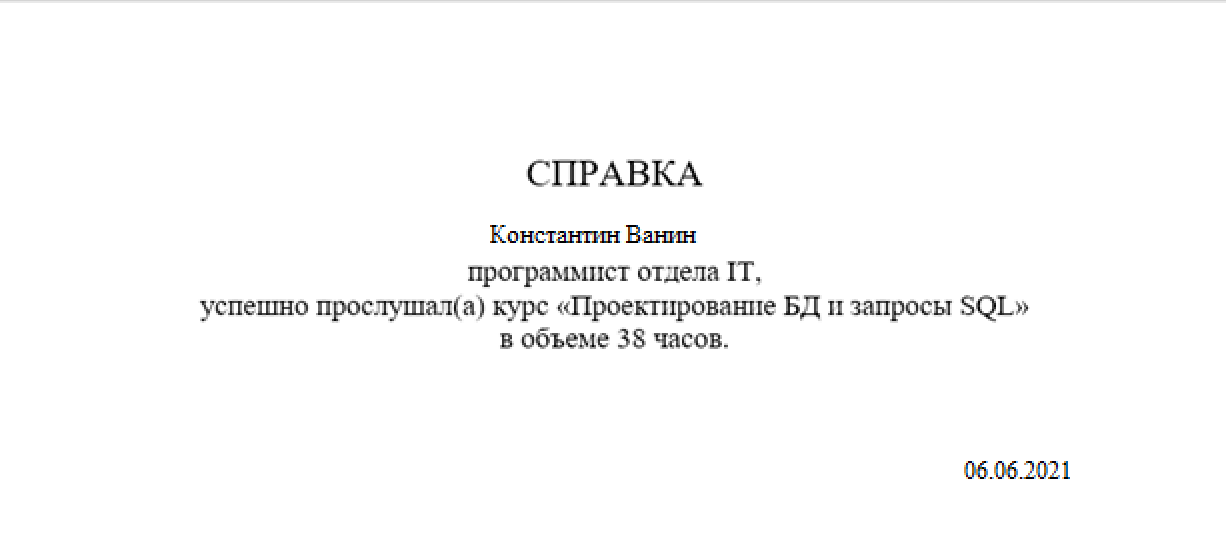 СПРАВКА
Константин Ванин
программист отдела IT,
успешно прослушал(а) курс «Проектирование БД и запросы SQL»
в объеме 38 часов.
06.06.2021